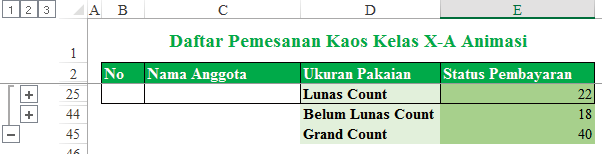 1 2 3 A B C D E
1 Daftar Pemesanan Kaos Kelas X-A Animasi
2 No Nama Anggota Ukuran Pakaian Status Pembayaran
25 Lunas Count 22
44 Belum Lunas Count 18
45 Grand Count 40
46